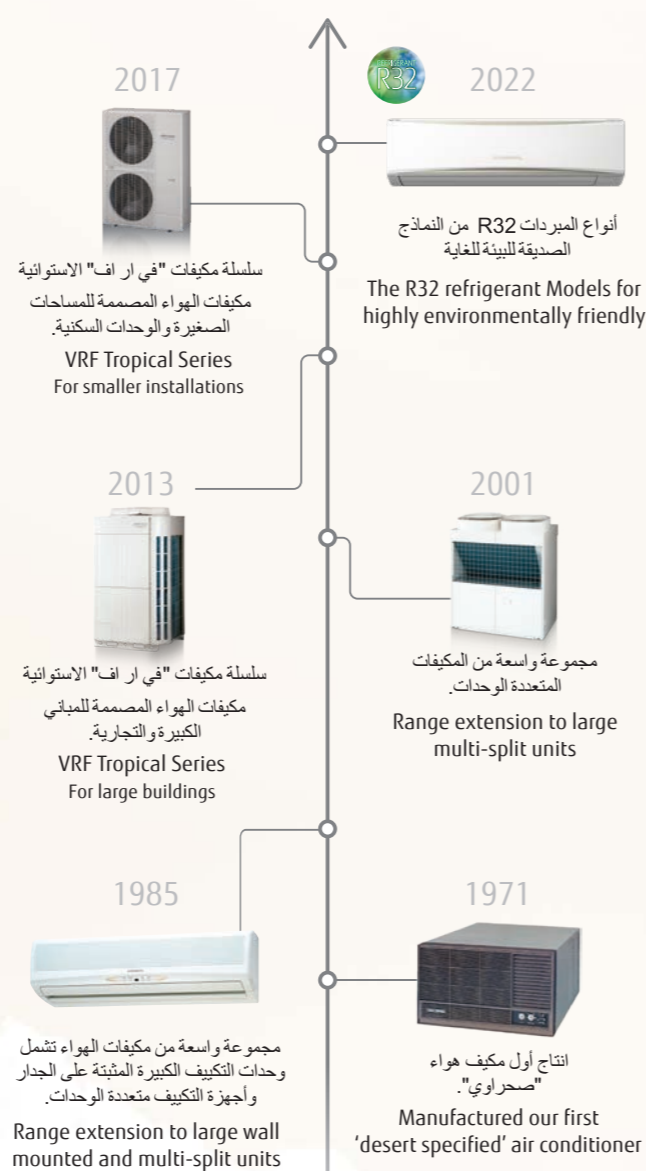 2017
سلسلة مكيفات "في ار اف" الاستوائية
مكيفات الهواء المصممة للمساحات
الصغيرة والوحدات السكنية.
VRF Tropical Series
For smaller installations
REFRIGERANT
R32
2022
أنواع المبردات R32 من النماذج
الصديقة للبيئة للغاية
The R32 refrigerant Models for
highly environmentally friendly
2013
سلسلة مكيفات "في ار اف" الاستوائية
مكيفات الهواء المصممة للمباني
الكبيرة والتجارية.
VRF Tropical Series
For large buildings
2001
مجموعة واسعة من المكيفات
المتعددة الوحدات.
Range extension to large
multi-split units
1985
مجموعة واسعة من مكيفات الهواء تشمل
وحدات التكييف الكبيرة المثبتة على الجدار
وأجهزة التكييف متعددة الوحدات.
Range extension to large wall
mounted and multi-split units
1971
انتاج أول مكيف هواء
"صحراوي".
Manufactured our first
‘desert specified’ air conditioner